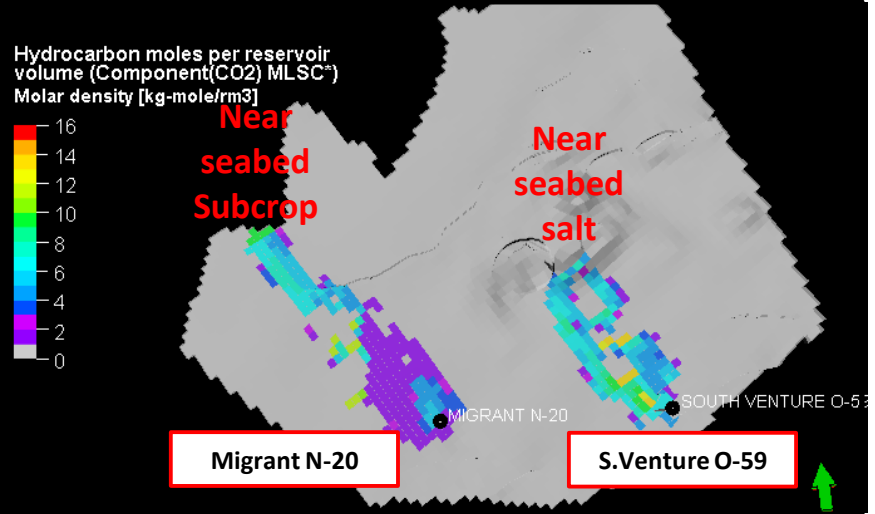 Hydrocarbon moles per reservoir
volume (Component(CO2) MLSC*)
Molar density [kg-mole/rm3]
16
14
12
10
8
6
4
2
0
Near
seabed
Subcrop
Near
seabed
salt
MIGRANT N-20
SOUTH VENTURE O-5
Migrant N-20
S.Venture O-59